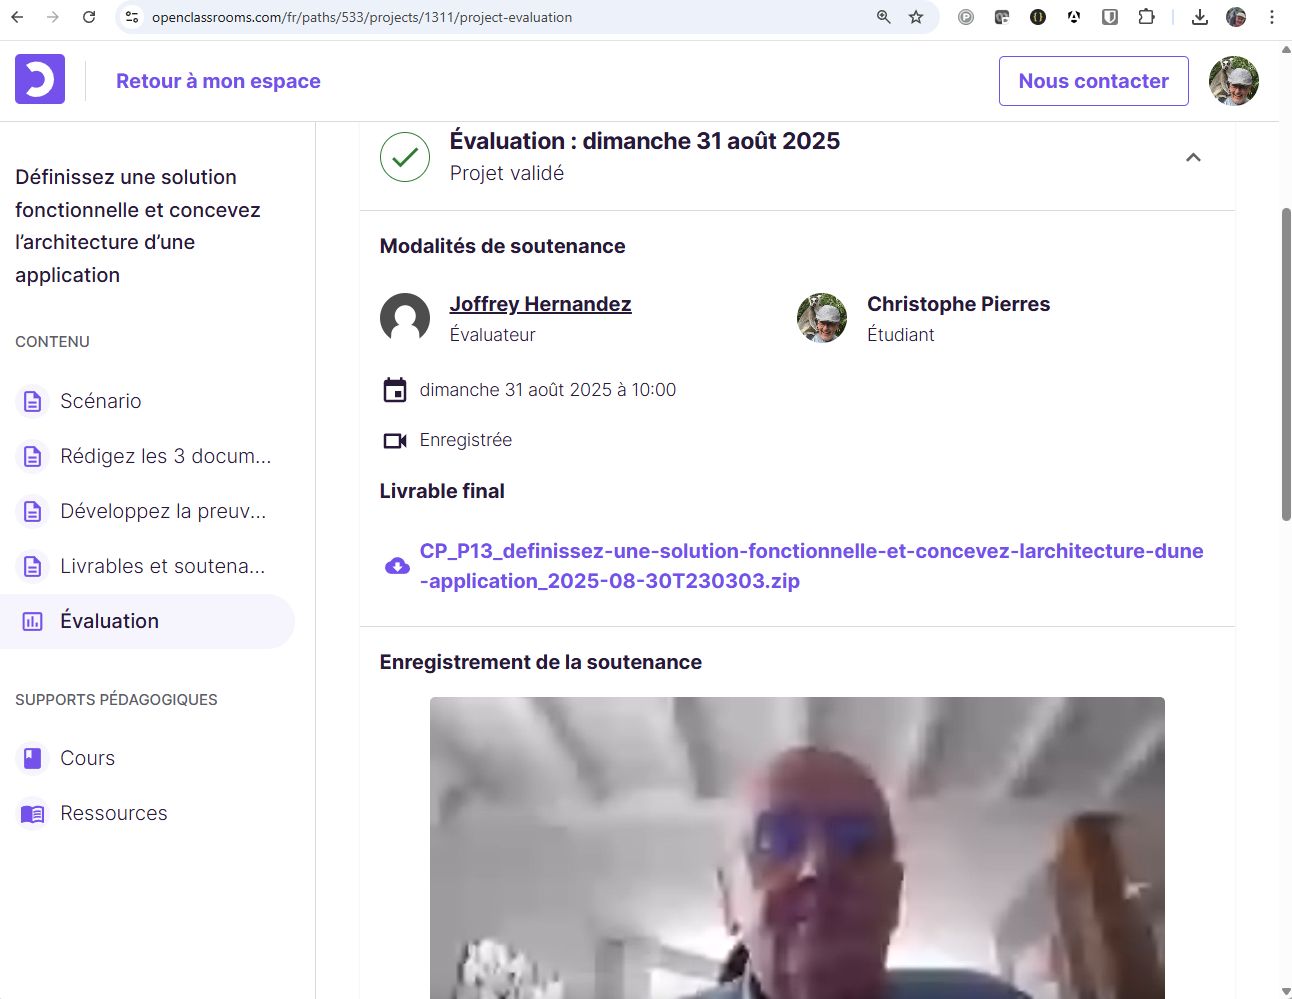 openclassrooms.com/fr/paths/533/projects/1311/project-evaluation
Retour à mon espace
Nous contacter
Définissez une solution
fonctionnelle et concevez
l’architecture d’une
application
CONTENU
Scénario
Rédigez les 3 docum...
Développez la preuv...
Livrables et soutena...
Évaluation
SUPPORTS PÉDAGOGIQUES
Cours
Ressources
Évaluation : dimanche 31 août 2025
Projet validé
Modalités de soutenance
Joffrey Hernandez
Évaluateur
Christophe Pierres
Étudiant
dimanche 31 août 2025 à 10:00
Enregistrée
Livrable final
CP_P13_definissez-une-solution-fonctionnelle-et-concevez-larchitecture-dune
-application_2025-08-30T230303.zip
Enregistrement de la soutenance